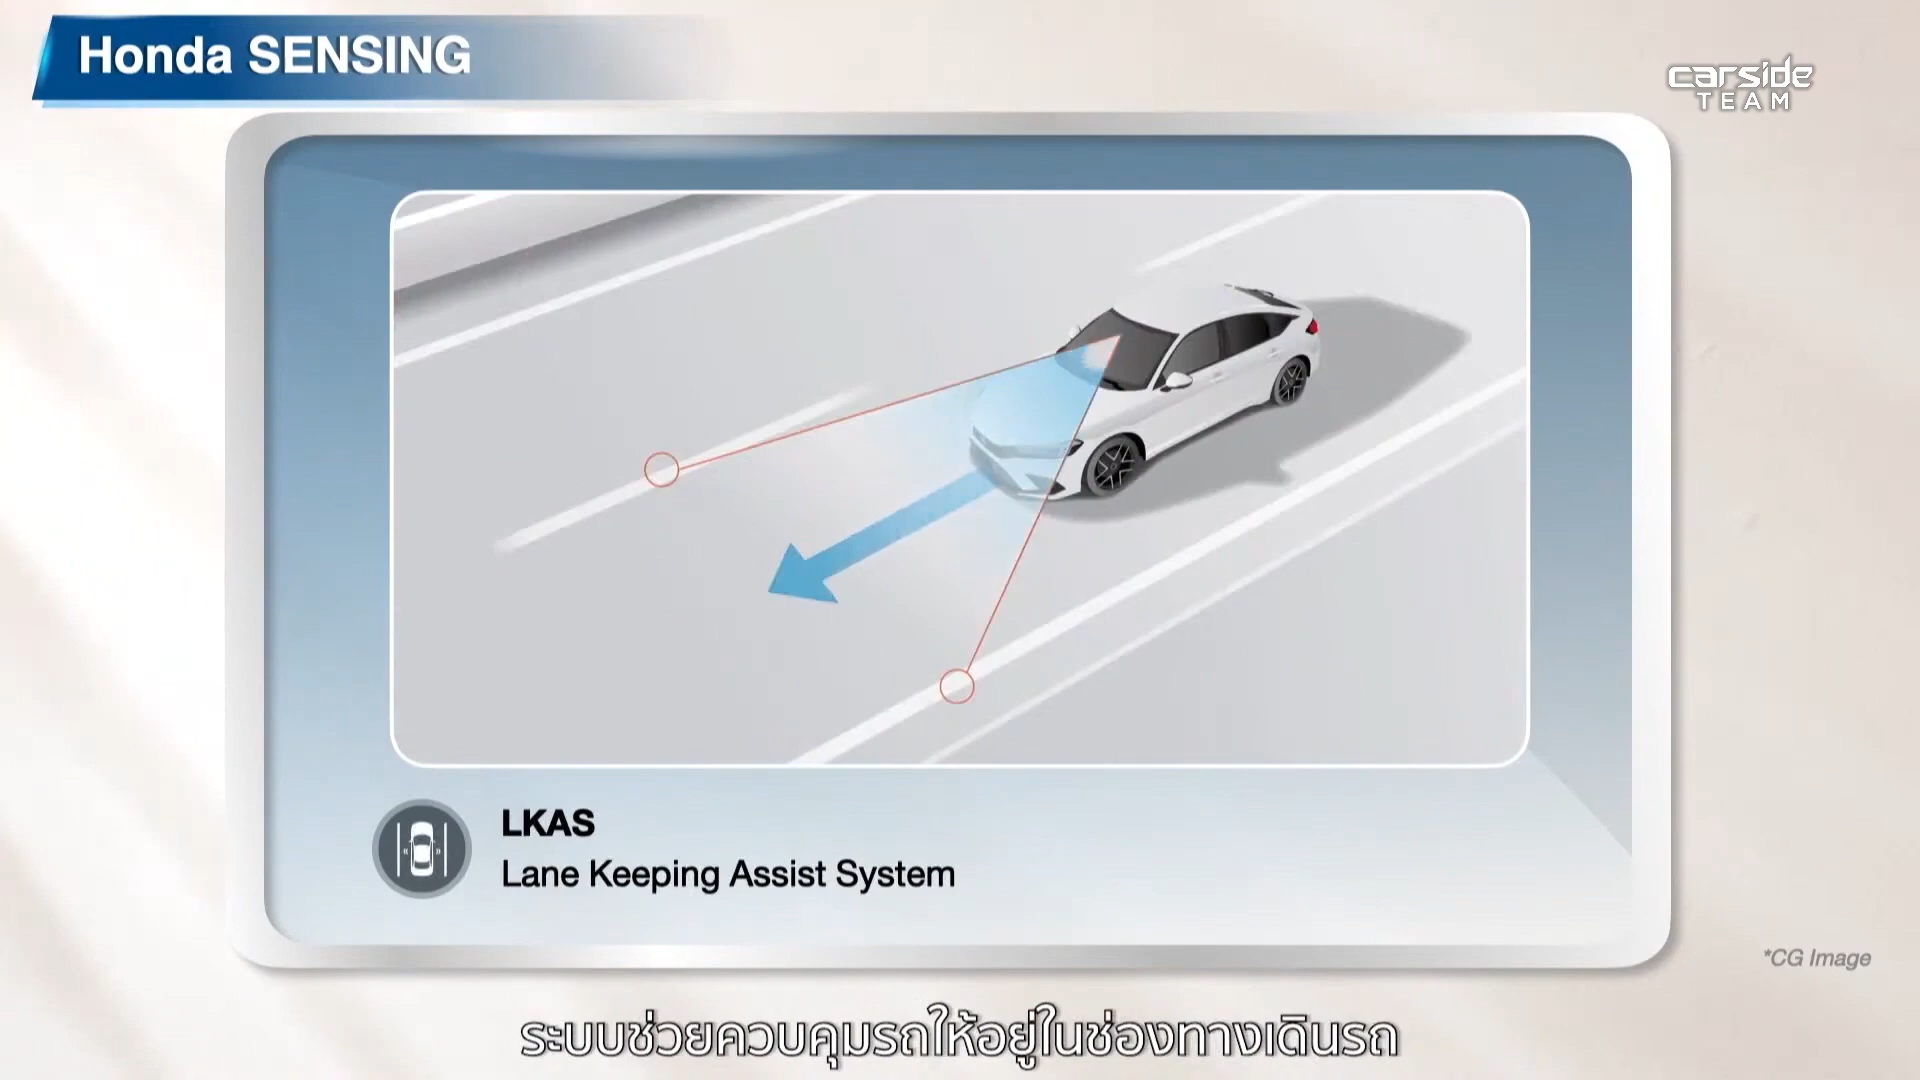 Honda SENSING
carside
TEAM
LKAS
Lane Keeping Assist System
*CG Image
ระบบช่วยควบคุมรถให้อยู่ในช่องทางเดินรถ